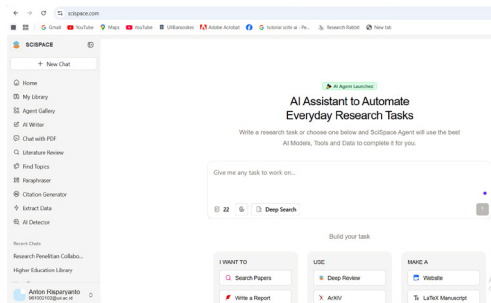 scispace.com
Gmail YouTube Maps YouTube UIIBansostes Adobe Acrobat tutorial scite ai - Pe... Research Rabbit New tab
SCISPACE
+ New Chat
Home
My Library
Agent Gallery
AI Writer
Chat with PDF
Literature Review
Find Topics
Paraphraser
Citation Generator
Extract Data
AI Detector
Recent Chats
Research Penelitian Collabo...
Higher Education Library
Anton Risparyanto
AI Agent Launched
AI Assistant to Automate
Everyday Research Tasks
Write a research task or choose one below and SciSpace Agent will use the best
AI Models, Tools and Data to complete it for you.
Give me any task to work on...
22 Deep Search
Build your task
I WANT TO
Search Papers
Write a Report
USE
Deep Review
ArXiV
MAKE A
Website
LaTeX Manuscript